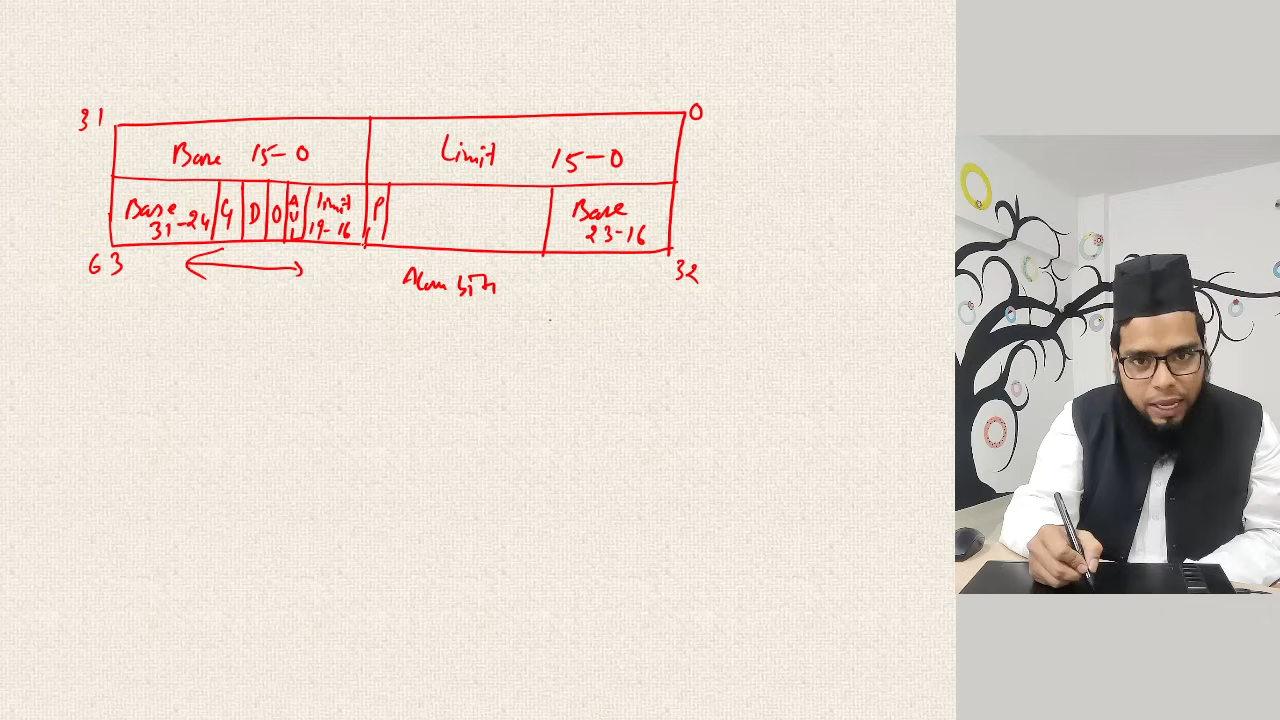 31 0
Base 15-0 Limit 15-0
Base G D 0 AVL limit P Base
31-24 19-16 23-16
63 32
bits